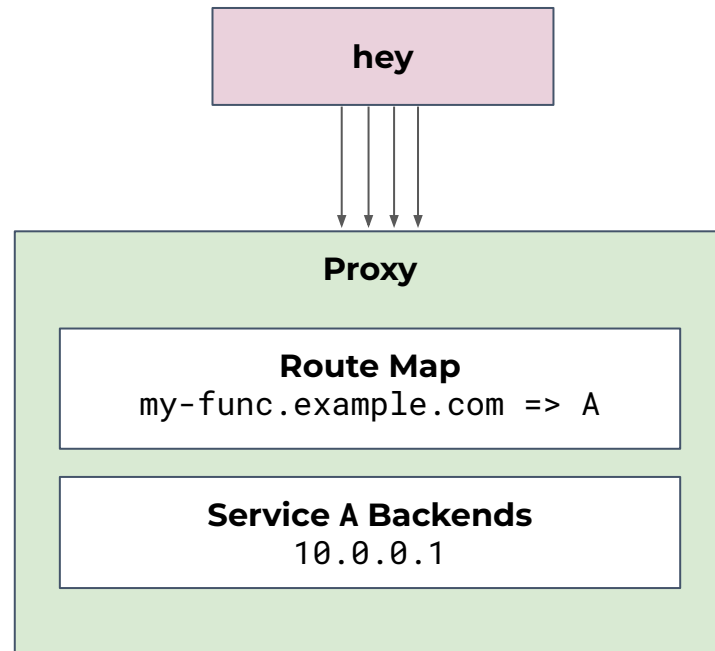 hey
Proxy
Route Map
my-func.example.com => A
Service A Backends
10.0.0.1